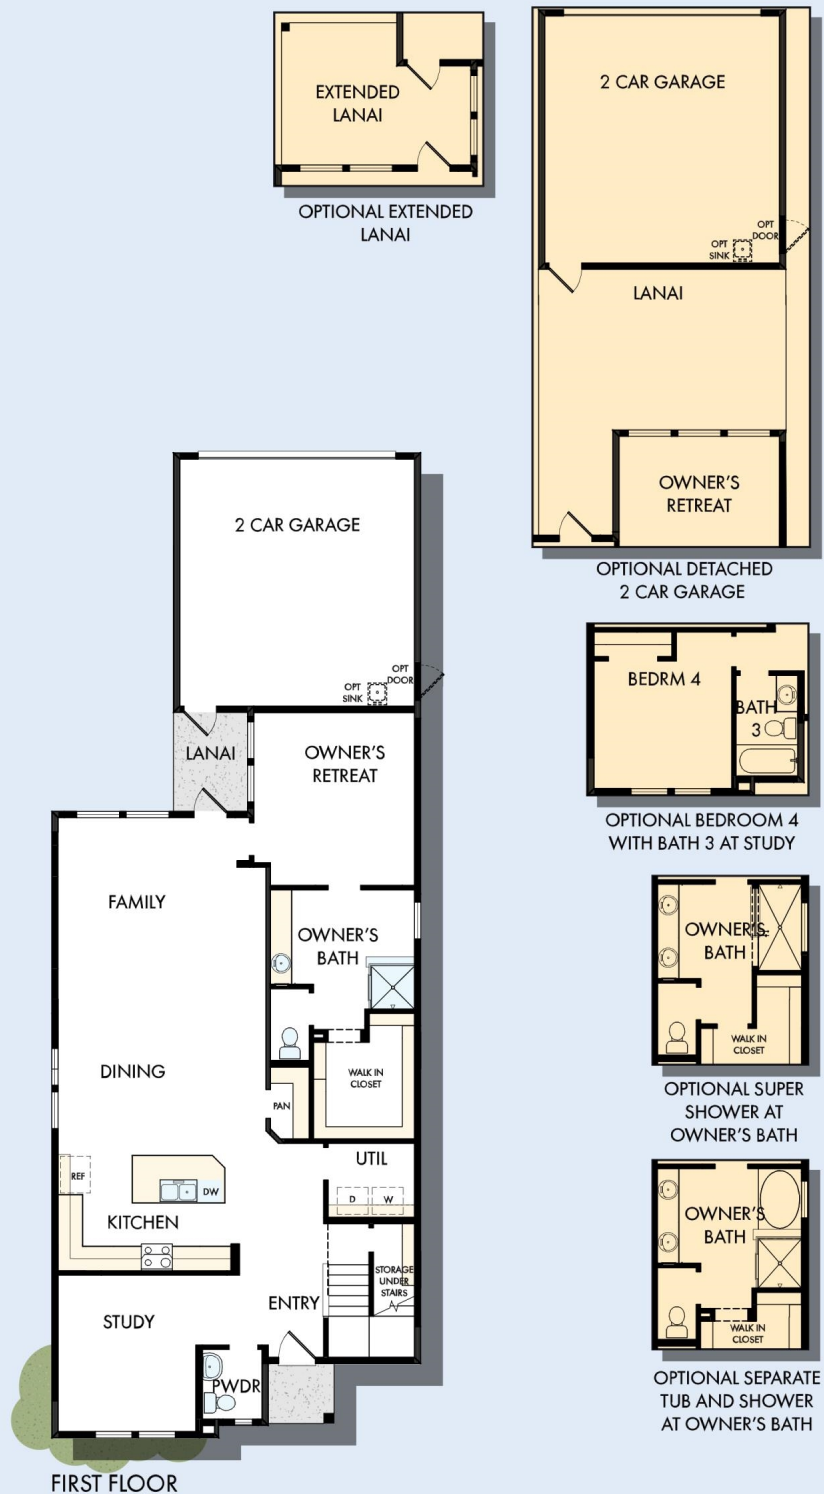 EXTENDED
LANAI
OPTIONAL EXTENDED
LANAI
2 CAR GARAGE
OPT
SINK
OPT
DOOR
LANAI
OWNER'S
RETREAT
OPTIONAL DETACHED
2 CAR GARAGE
2 CAR GARAGE
OPT
SINK
OPT
DOOR
LANAI
OWNER'S
RETREAT
FAMILY
OWNER'S
BATH
DINING
WALK IN
CLOSET
PAN
UTIL
REF
DW
D
W
KITCHEN
STORAGE
UNDER
STAIRS
ENTRY
STUDY
PWDR
FIRST FLOOR
BEDRM 4
BATH
3
OPTIONAL BEDROOM 4
WITH BATH 3 AT STUDY
OWNER'S
BATH
WALK IN
CLOSET
OPTIONAL SUPER
SHOWER AT
OWNER'S BATH
OWNER'S
BATH
WALK IN
CLOSET
OPTIONAL SEPARATE
TUB AND SHOWER
AT OWNER'S BATH